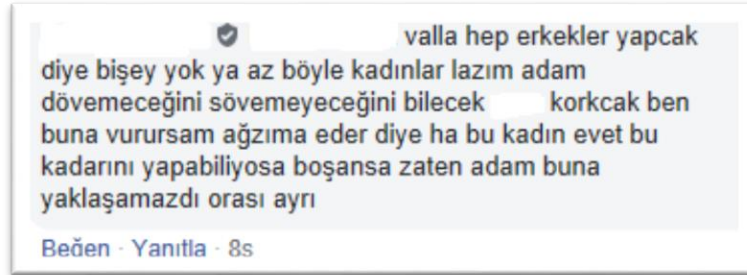 valla hep erkekler yapcak
diye bişey yok ya az böyle kadınlar lazım adam
dövemeceğini sövemeyeceğini bilecek korkcak ben
buna vurursam ağzıma eder diye ha bu kadın evet bu
kadarını yapabiliyosa boşansa zaten adam buna
yaklaşamazdı orası ayrı
Beğen · Yanıtla · 8s